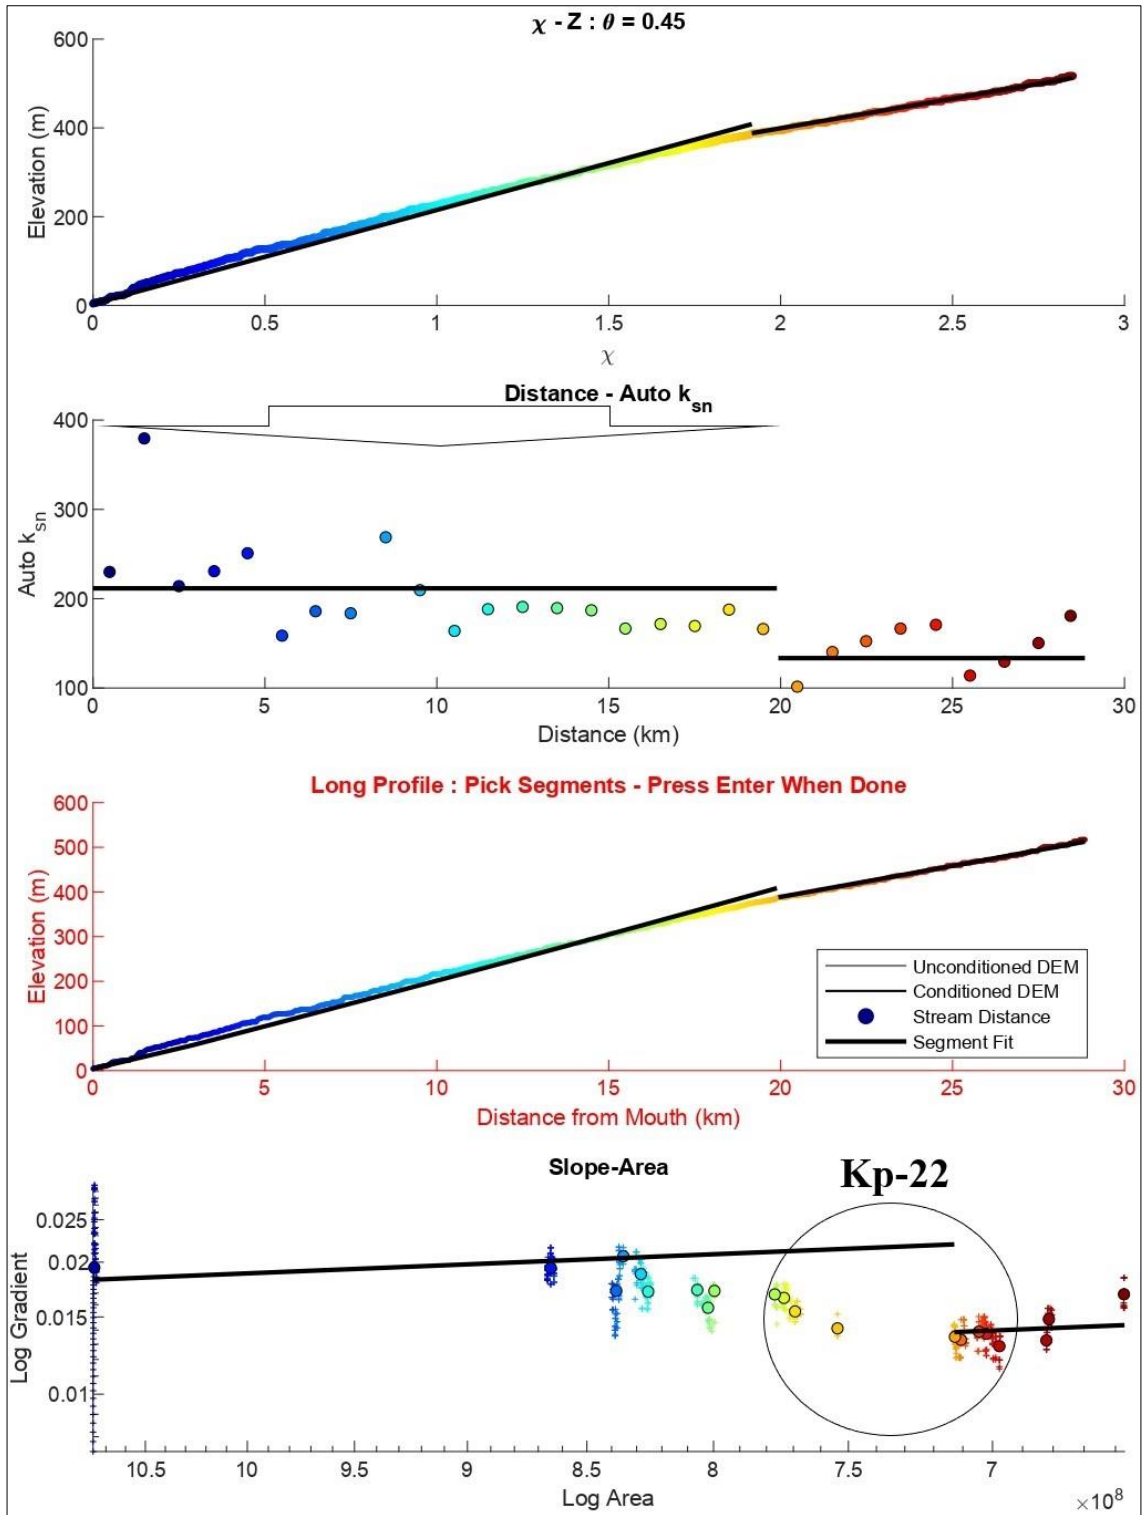 χ - Z : θ = 0.45
600
400
200
0
Elevation (m)
0 0.5 1 1.5 2 2.5 3
χ
Distance - Auto k_sn
400
300
200
100
Auto k_sn
0 5 10 15 20 25 30
Distance (km)
Long Profile : Pick Segments - Press Enter When Done
600
500
400
300
200
100
0
Elevation (m)
Unconditioned DEM
Conditioned DEM
Stream Distance
Segment Fit
0 5 10 15 20 25 30
Distance from Mouth (km)
Slope-Area
Kp-22
0.025
0.02
0.015
0.01
Log Gradient
10.5 10 9.5 9 8.5 8 7.5 7
Log Area
×10^8